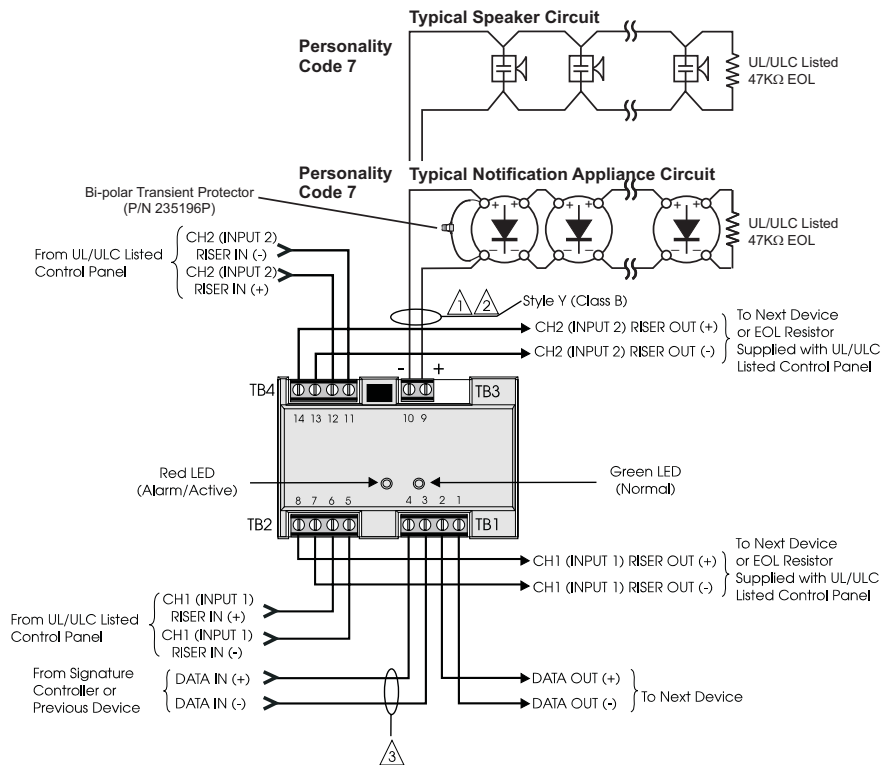 Typical Speaker Circuit
Personality
Code 7
UL/ULC Listed
47KΩ EOL
Personality
Code 7
Typical Notification Appliance Circuit
Bi-polar Transient Protector
(P/N 235196P)
+ +
+ +
+ +
– –
– –
– –
UL/ULC Listed
47KΩ EOL
From UL/ULC Listed
Control Panel
CH2 (INPUT 2)
RISER IN (-)
CH2 (INPUT 2)
RISER IN (+)
1
2
Style Y (Class B)
CH2 (INPUT 2) RISER OUT (+)
CH2 (INPUT 2) RISER OUT (-)
To Next Device
or EOL Resistor
Supplied with UL/ULC
Listed Control Panel
- +
TB4
TB3
14 13 12 11
10 9
Red LED
(Alarm/Active)
Green LED
(Normal)
8 7 6 5
4 3 2 1
TB2
TB1
CH1 (INPUT 1) RISER OUT (+)
CH1 (INPUT 1) RISER OUT (-)
To Next Device
or EOL Resistor
Supplied with UL/ULC
Listed Control Panel
From UL/ULC Listed
Control Panel
CH1 (INPUT 1)
RISER IN (+)
CH1 (INPUT 1)
RISER IN (-)
From Signature
Controller or
Previous Device
DATA IN (+)
DATA IN (-)
DATA OUT (+)
DATA OUT (-)
To Next Device
3